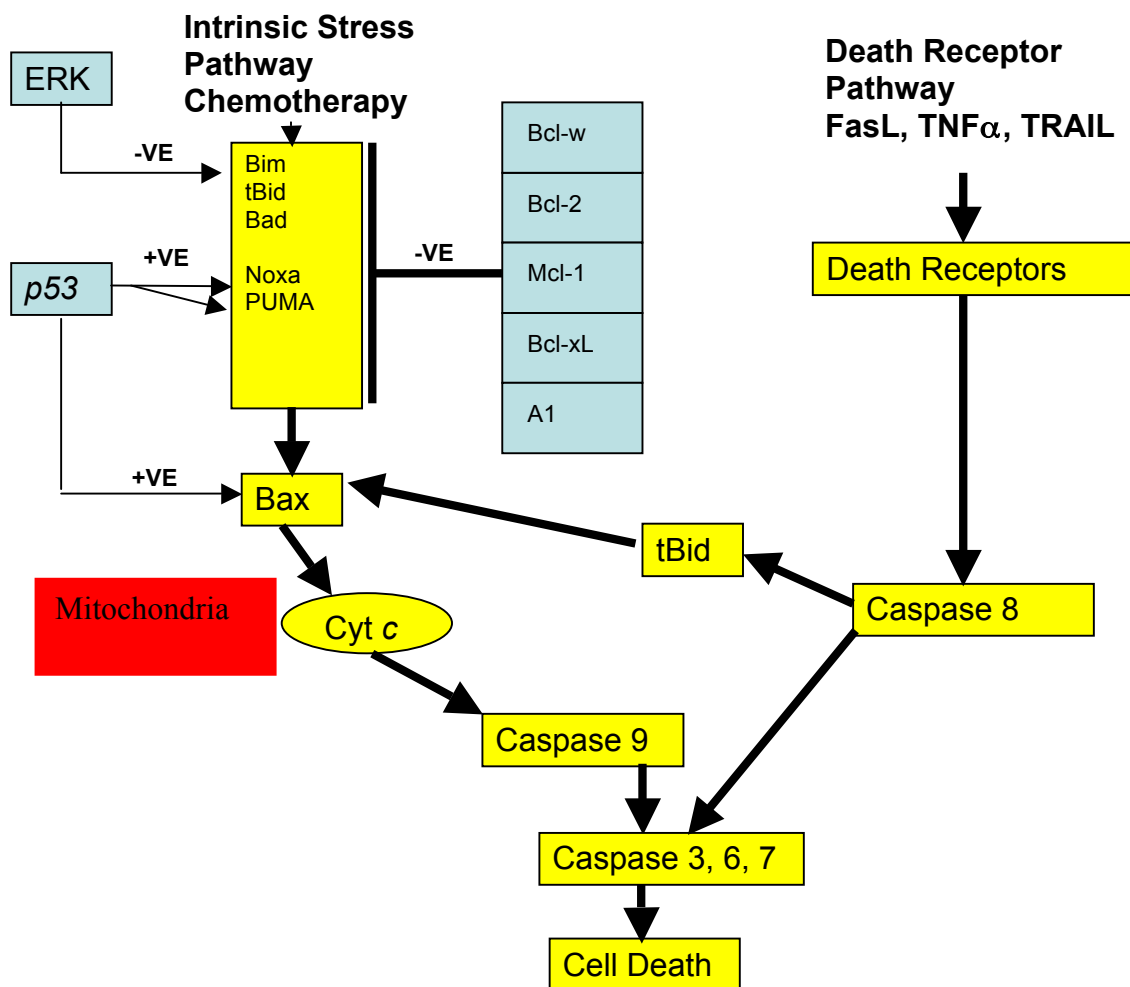 Intrinsic Stress
Pathway
Chemotherapy
Death Receptor
Pathway
FasL, TNFα, TRAIL
ERK
-VE
Bim
tBid
Bad
Noxa
PUMA
+VE
p53
-VE
Bcl-w
Bcl-2
Mcl-1
Bcl-xL
A1
Death Receptors
+VE
Bax
tBid
Caspase 8
Mitochondria
Cyt c
Caspase 9
Caspase 3, 6, 7
Cell Death